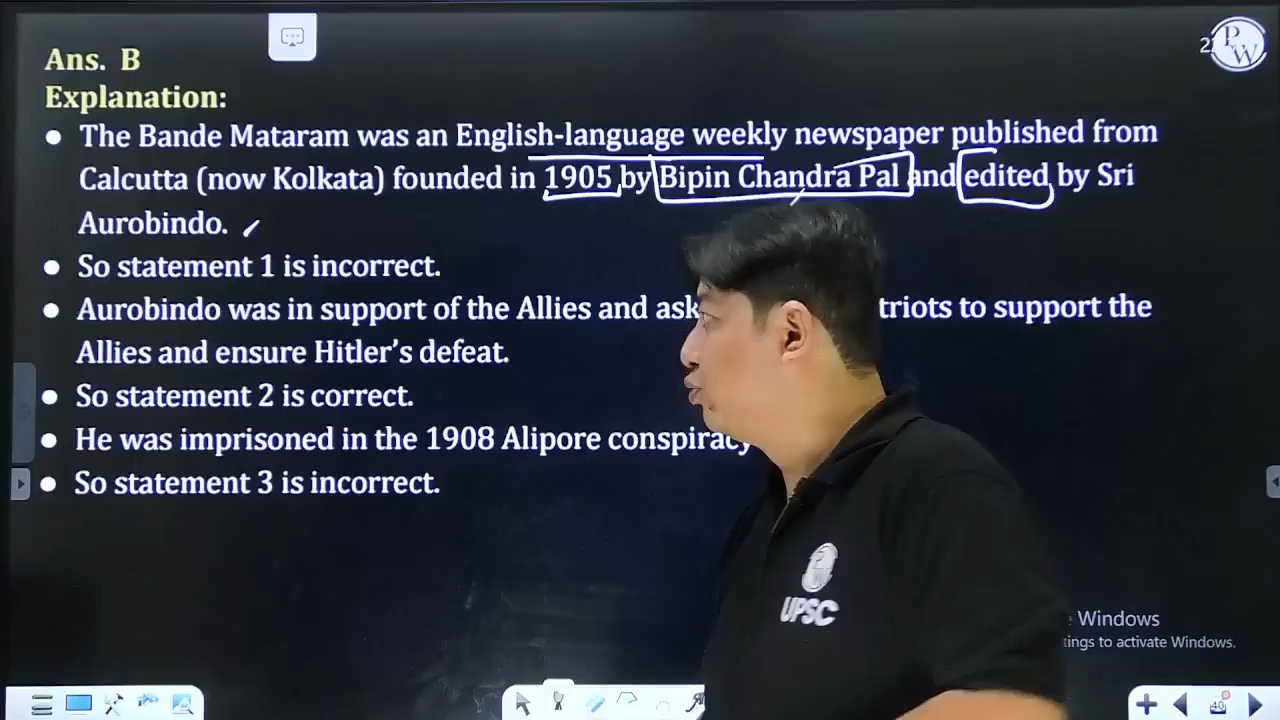 Ans. B
Explanation:
The Bande Mataram was an English-language weekly newspaper published from
Calcutta (now Kolkata) founded in 1905 by Bipin Chandra Pal and edited by Sri
Aurobindo.
So statement 1 is incorrect.
Aurobindo was in support of the Allies and ask triots to support the
Allies and ensure Hitler's defeat.
So statement 2 is correct.
He was imprisoned in the 1908 Alipore conspiracy
So statement 3 is incorrect.
2
PW
UPSC
Windows
tings to activate Windows.
40